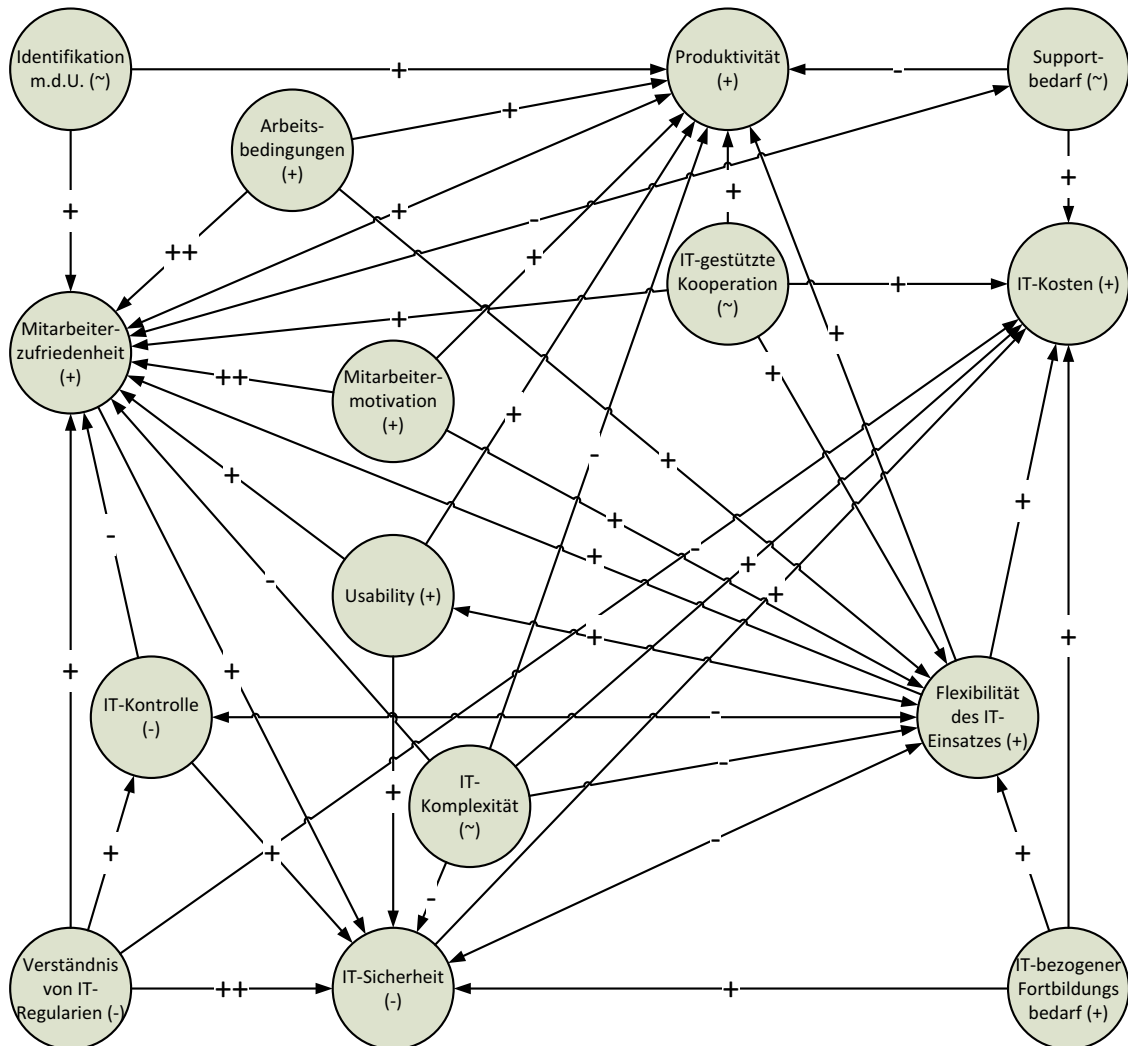 Identifikation
m.d.U. (~)
+
Produktivität
(+)
-
Support-
bedarf (~)
Arbeits-
bedingungen
(+)
+
+
+
+
-
+
++
+
IT-gestützte
Kooperation
(~)
+
IT-Kosten (+)
Mitarbeiter-
zufriedenheit
(+)
+
+
+
++
Mitarbeiter-
motivation
(+)
+
-
+
+
+
+
-
-
+
+
-
+
Usability (+)
+
+
+
+
IT-Kontrolle
(-)
-
Flexibilität
des IT-
Einsatzes (+)
-
+
IT-
Komplexität
(~)
-
+
+
+
-
Verständnis
von IT-
Regularien (-)
++
IT-Sicherheit
(-)
+
IT-bezogener
Fortbildungs
bedarf (+)